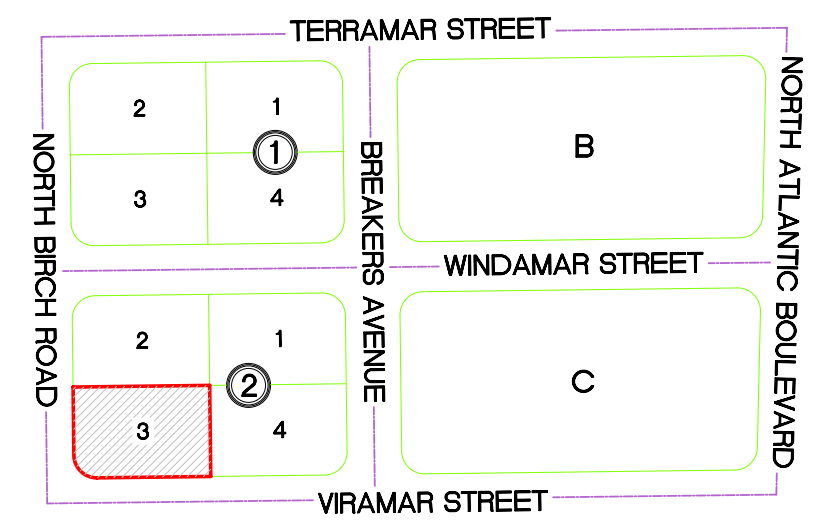 TERRAMAR STREET
NORTH BIRCH ROAD
2
1
1
3
4
BREAKERS AVENUE
B
NORTH ATLANTIC BOULEVARD
WINDAMAR STREET
2
1
2
3
4
C
VIRAMAR STREET